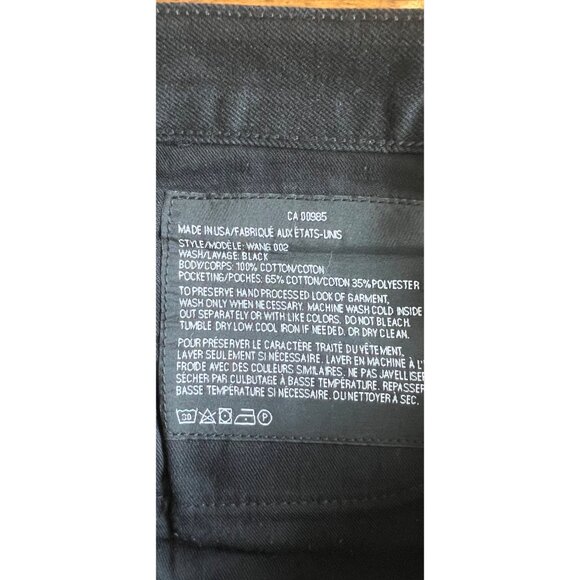 CA 00985
MADE IN USA/FABRIQUÉ AUX ÉTATS-UNIS
STYLE/MODÈLE: WANG 002
WASH/LAVAGE: BLACK
BODY/CORPS: 100% COTTON/COTON
POCKETING/POCHES: 65% COTTON/COTON 35% POLYESTER
TO PRESERVE HAND PROCESSED LOOK OF GARMENT,
WASH ONLY WHEN NECESSARY. MACHINE WASH COLD INSIDE
OUT SEPARATELY OR WITH LIKE COLORS. DO NOT BLEACH.
TUMBLE DRY LOW. COOL IRON IF NEEDED. OR DRY CLEAN.
POUR PRÉSERVER LE CARACTÈRE TRAITÉ DU VÊTEMENT,
LAVER SEULEMENT SI NÉCESSAIRE. LAVER EN MACHINE À L'
FROIDE AVEC DES COULEURS SIMILAIRES. NE PAS JAVELLISER
SÉCHER PAR CULBUTAGE À BASSE TEMPÉRATURE. REPASSER
BASSE TEMPÉRATURE SI NÉCESSAIRE. OU NETTOYER À SEC.
30 P